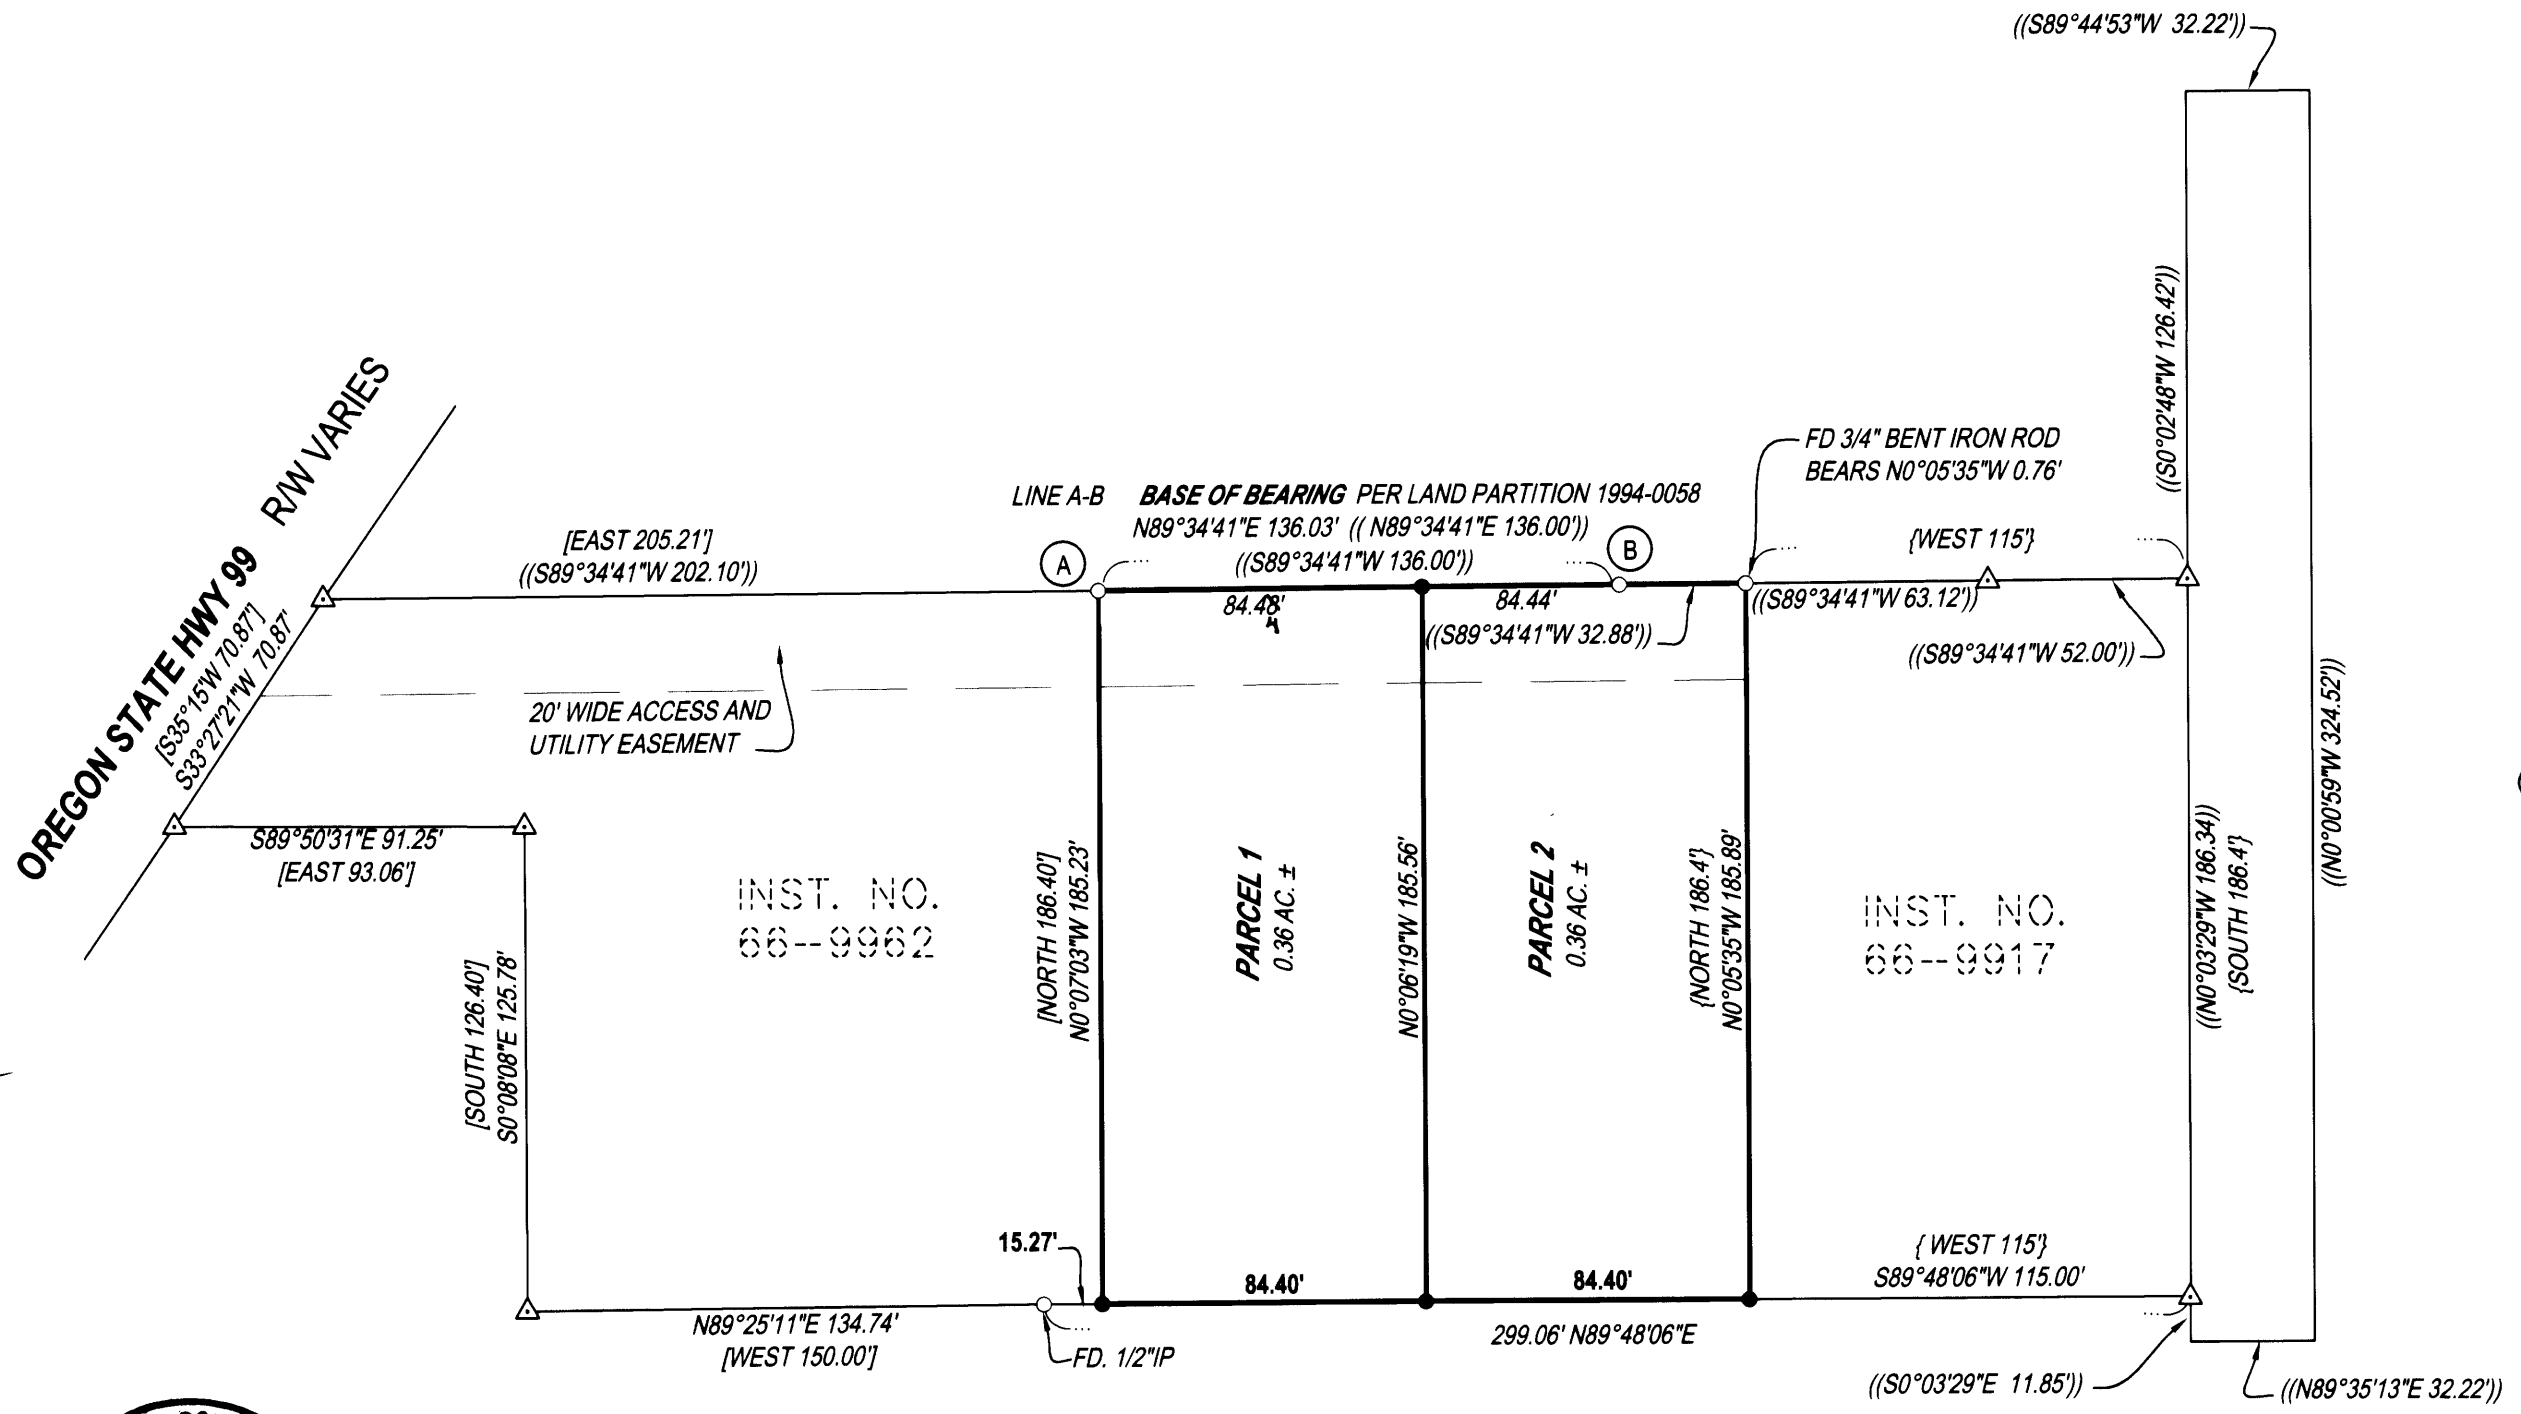 ((S89°44'53"W 32.22'))
OREGON STATE HWY 99 R/W VARIES
[S35°15'W 70.87']
S33°27'21"W 70.87'
[EAST 205.21']
((S89°34'41"W 202.10'))
LINE A-B BASE OF BEARING PER LAND PARTITION 1994-0058
N89°34'41"E 136.03' (( N89°34'41"E 136.00'))
((S89°34'41"W 136.00'))
A
B
FD 3/4" BENT IRON ROD
BEARS N0°05'35"W 0.76'
{WEST 115'}
((S0°02'48"W 126.42'))
84.44'
((S89°34'41"W 32.88'))
((S89°34'41"W 63.12'))
((S89°34'41"W 52.00'))
20' WIDE ACCESS AND
UTILITY EASEMENT
S89°50'31"E 91.25'
[EAST 93.06']
INST. NO.
66--9962
[SOUTH 126.40']
S0°08'08"E 125.78'
[NORTH 186.40']
N0°07'03"W 185.23'
PARCEL 1
0.36 AC. ±
N0°06'19"W 185.56'
PARCEL 2
0.36 AC. ±
{NORTH 186.4'}
N0°05'35"W 185.89'
INST. NO.
66--9917
((N0°03'29"W 186.34))
{SOUTH 186.4'}
((N0°00'59"W 324.52'))
15.27'
84.40'
84.40'
{ WEST 115'}
S89°48'06"W 115.00'
N89°25'11"E 134.74'
[WEST 150.00']
FD. 1/2"IP
299.06' N89°48'06"E
((S0°03'29"E 11.85'))
((N89°35'13"E 32.22'))